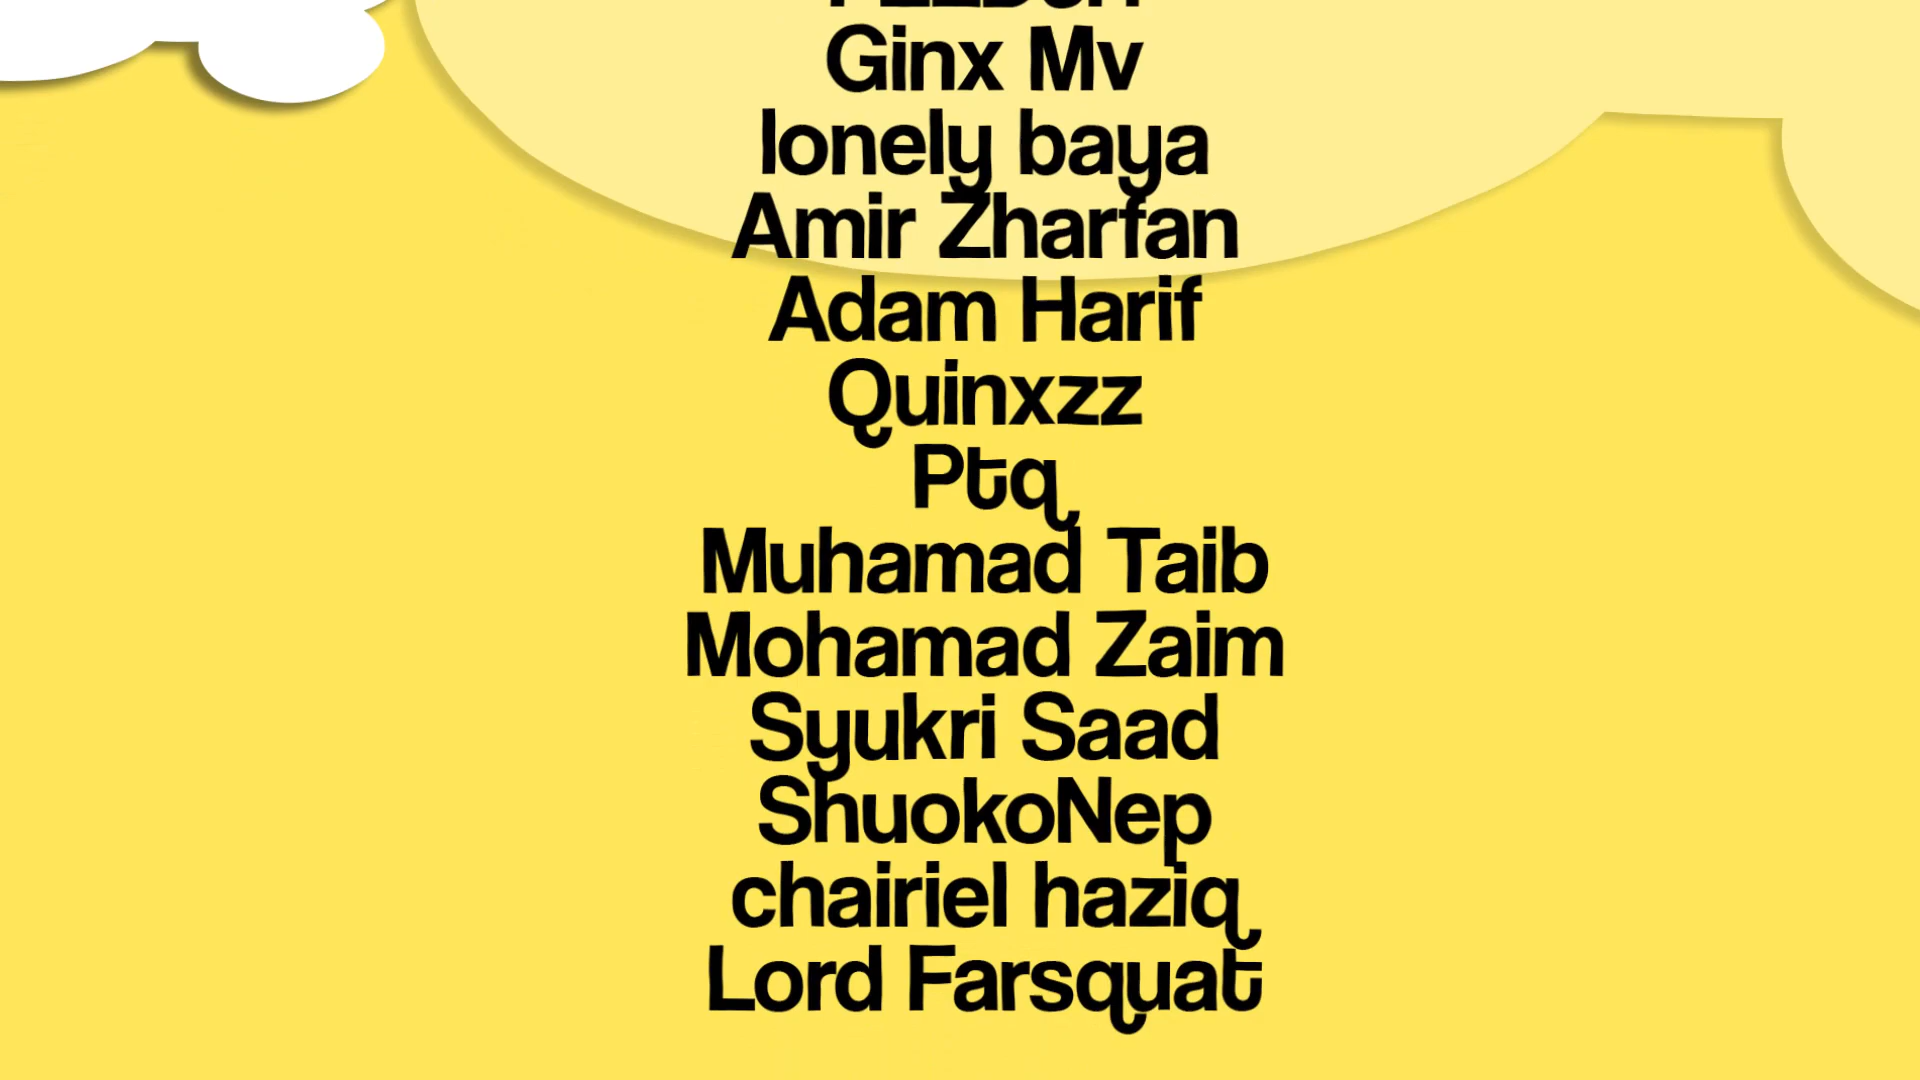 Ginx Mv
lonely baya
Amir Zharfan
Adam Harif
Quinxzz
Ptq
Muhamad Taib
Mohamad Zaim
Syukri Saad
ShuokoNep
chairiel haziq
Lord Farsquat